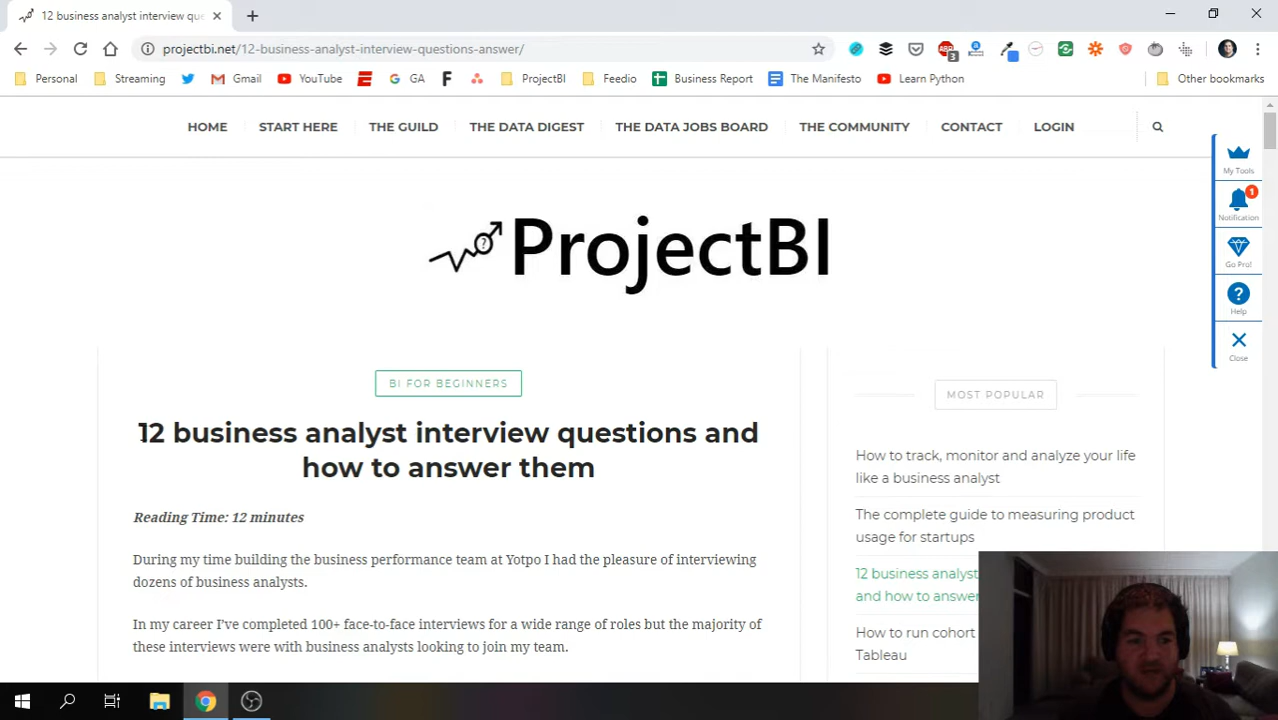 12 business analyst interview que
projectbi.net/12-business-analyst-interview-questions-answer/
3
Personal
Streaming
Gmail
YouTube
GA
ProjectBI
Feedio
Business Report
The Manifesto
Learn Python
Other bookmarks
HOME
START HERE
THE GUILD
THE DATA DIGEST
THE DATA JOBS BOARD
THE COMMUNITY
CONTACT
LOGIN
My Tools
1
Notification
Go Pro!
Help
Close
ProjectBI
BI FOR BEGINNERS
12 business analyst interview questions and
how to answer them
Reading Time: 12 minutes
During my time building the business performance team at Yotpo I had the pleasure of interviewing
dozens of business analysts.
In my career I've completed 100+ face-to-face interviews for a wide range of roles but the majority of
these interviews were with business analysts looking to join my team.
MOST POPULAR
How to track, monitor and analyze your life
like a business analyst
The complete guide to measuring product
usage for startups
12 business analyst
and how to answer
How to run cohort
Tableau